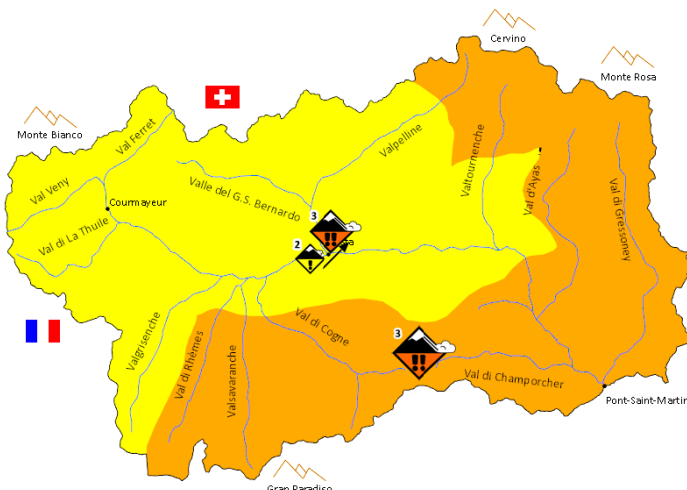 Cervino
Monte Rosa
Monte Bianco
Val Ferret
Valpelline
Val Veny
Valle del G.S. Bernardo
Valtournenche
Val d'Ayas
Val di Gressoney
Courmayeur
Val di La Thuile
3
2
Valgrisenche
Val di Rhêmes
Valsavaranche
Val di Cogne
3
Val di Champorcher
Pont-Saint-Martin
Gran Paradiso